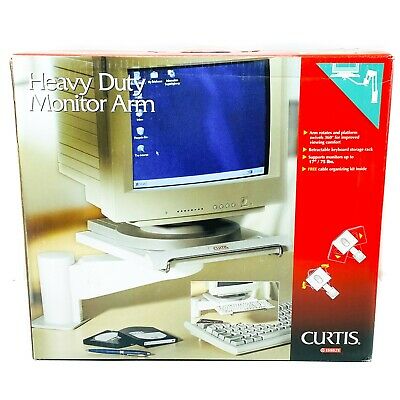 Heavy Duty
Monitor Arm
Arm rotates and platform
swivels 360° for improved
viewing comfort
Retractable keyboard storage rack
Supports monitors up to
17"/75 lbs.
FREE cable organizing kit inside
CURTIS
CURTIS.